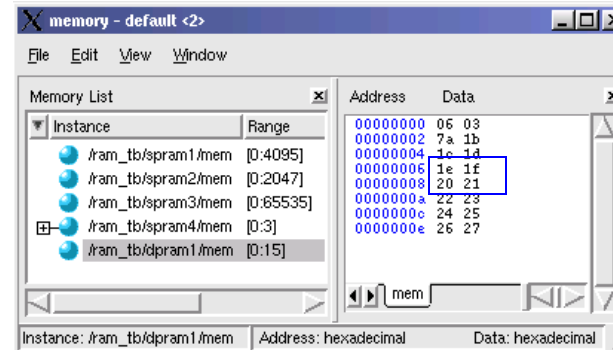 memory - default <2>
File Edit View Window
Memory List
Instance Range
/ram_tb/spram1/mem [0:4095]
/ram_tb/spram2/mem [0:2047]
/ram_tb/spram3/mem [0:65535]
/ram_tb/spram4/mem [0:3]
/ram_tb/dpram1/mem [0:15]
Address Data
00000000 06 03
00000002 7a 1b
00000004 1c 1d
00000006 1e 1f
00000008 20 21
0000000a 22 23
0000000c 24 25
0000000e 26 27
mem
Instance: /ram_tb/dpram1/mem Address: hexadecimal Data: hexadecimal